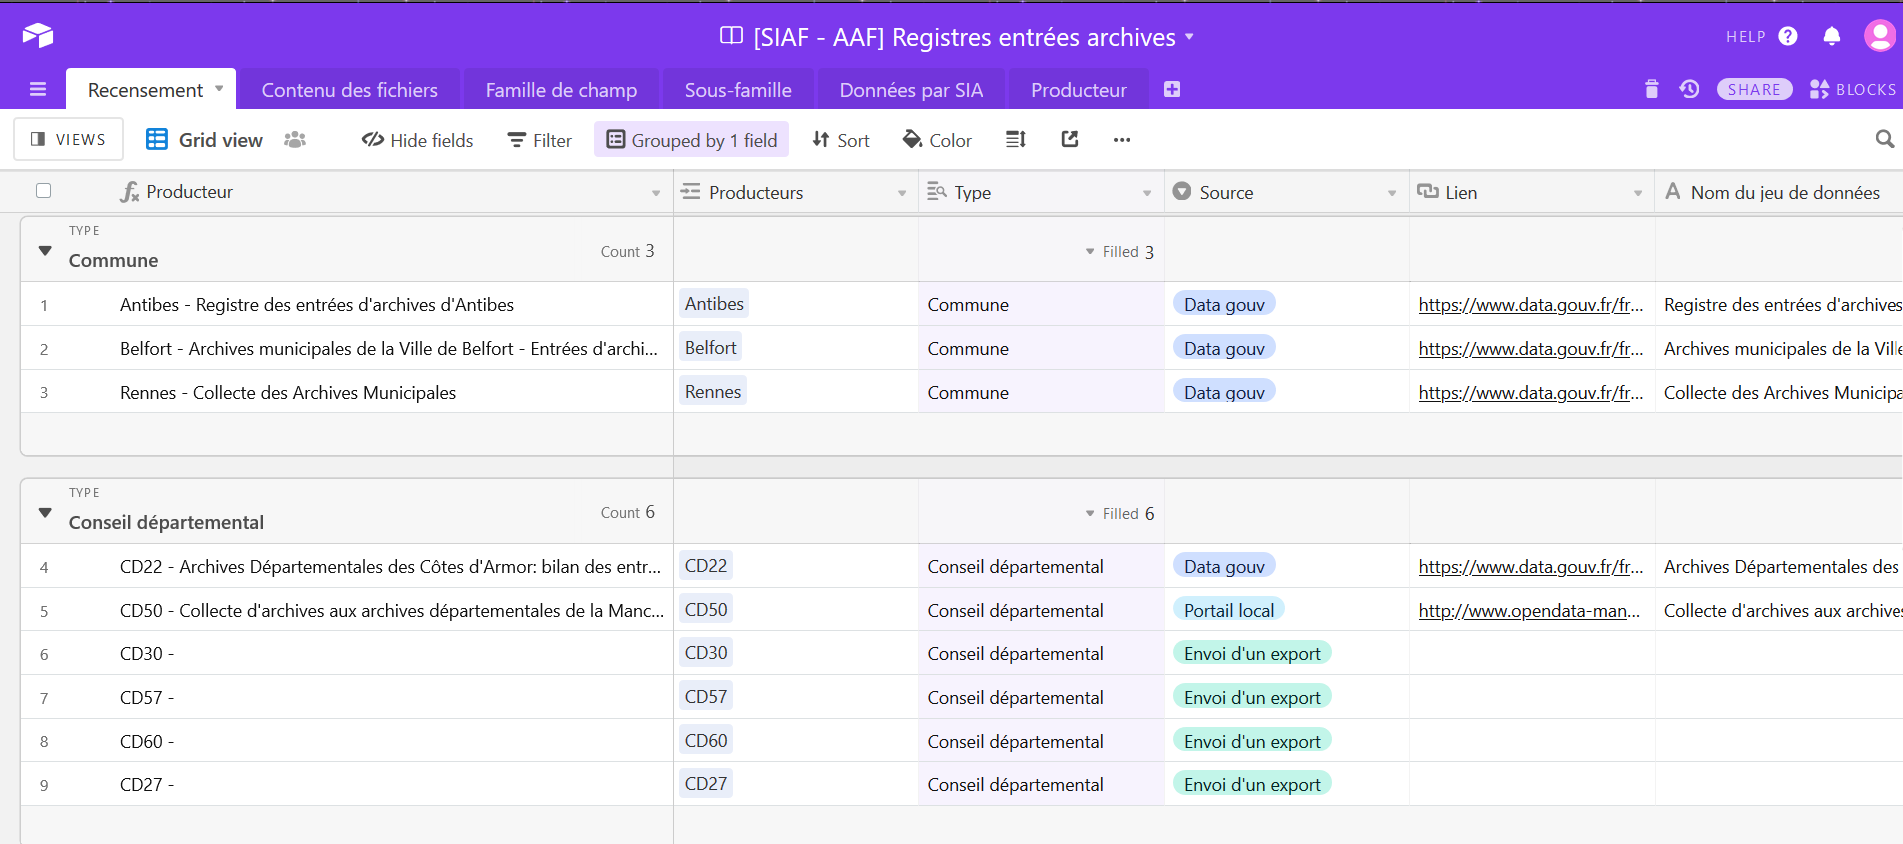 [SIAF - AAF] Registres entrées archives
HELP
Recensement
Contenu des fichiers
Famille de champ
Sous-famille
Données par SIA
Producteur
SHARE
BLOCKS
VIEWS
Grid view
Hide fields
Filter
Grouped by 1 field
Sort
Color
Producteur
Producteurs
Type
Source
Lien
Nom du jeu de données
TYPE
Commune
Count 3
Filled 3
1 Antibes - Registre des entrées d'archives d'Antibes Antibes Commune Data gouv https://www.data.gouv.fr/fr... Registre des entrées d'archives
2 Belfort - Archives municipales de la Ville de Belfort - Entrées d'archi... Belfort Commune Data gouv https://www.data.gouv.fr/fr... Archives municipales de la Ville
3 Rennes - Collecte des Archives Municipales Rennes Commune Data gouv https://www.data.gouv.fr/fr... Collecte des Archives Municipa
TYPE
Conseil départemental
Count 6
Filled 6
4 CD22 - Archives Départementales des Côtes d'Armor: bilan des entr... CD22 Conseil départemental Data gouv https://www.data.gouv.fr/fr... Archives Départementales des
5 CD50 - Collecte d'archives aux archives départementales de la Manc... CD50 Conseil départemental Portail local http://www.opendata-man... Collecte d'archives aux archives
6 CD30 - CD30 Conseil départemental Envoi d'un export
7 CD57 - CD57 Conseil départemental Envoi d'un export
8 CD60 - CD60 Conseil départemental Envoi d'un export
9 CD27 - CD27 Conseil départemental Envoi d'un export